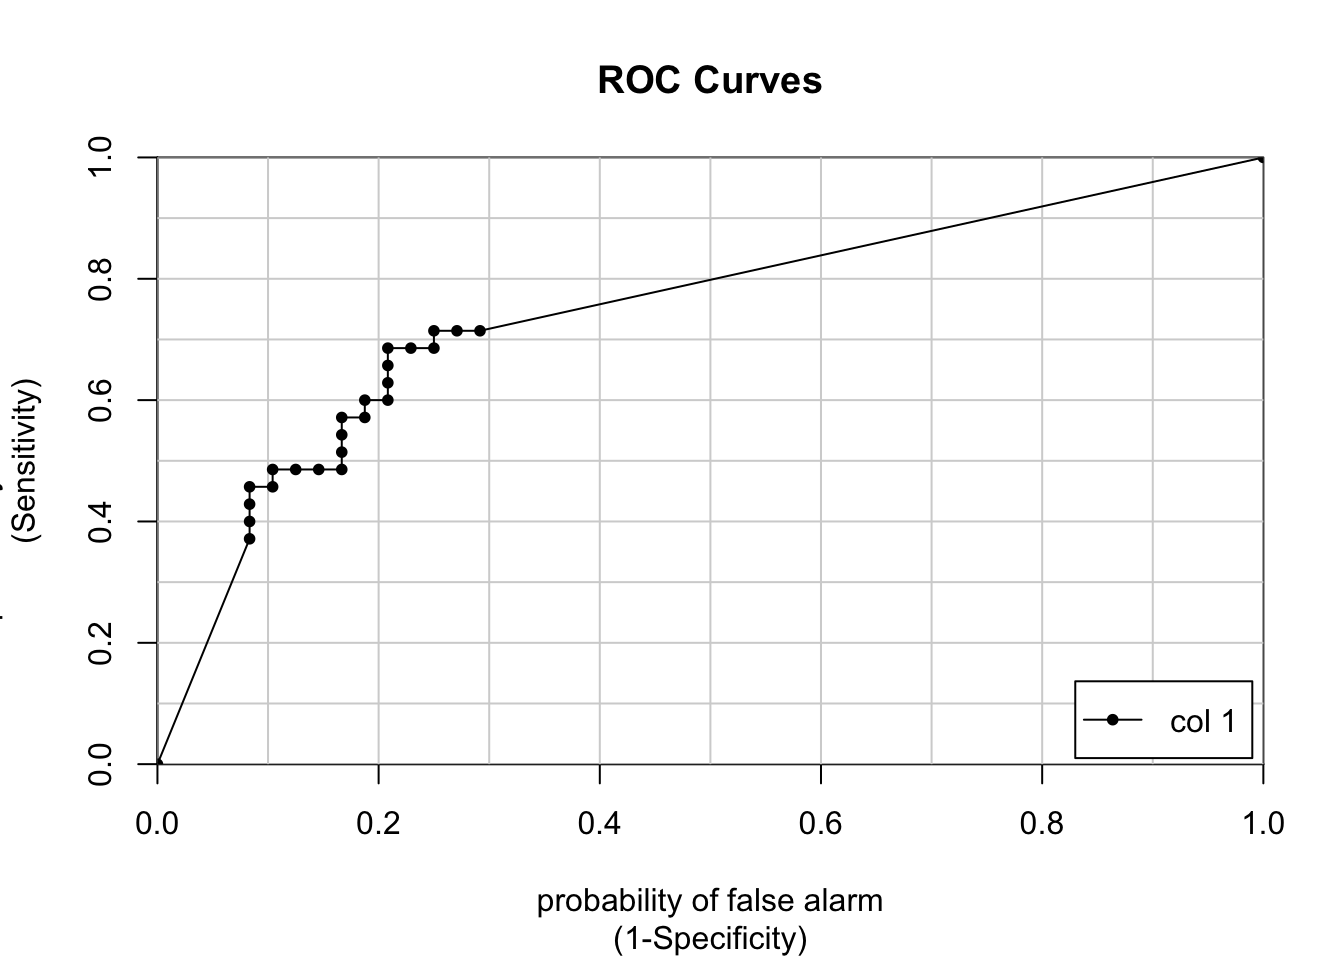 ROC Curves
(Sensitivity)
1.0
0.8
0.6
0.4
0.2
0.0
0.0 0.2 0.4 0.6 0.8 1.0
col 1
probability of false alarm
(1-Specificity)